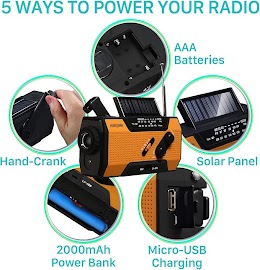 5 WAYS TO POWER YOUR RADIO
AAA
Batteries
Hand-Crank
Solar Panel
2000mAh
Power Bank
Micro-USB
Charging